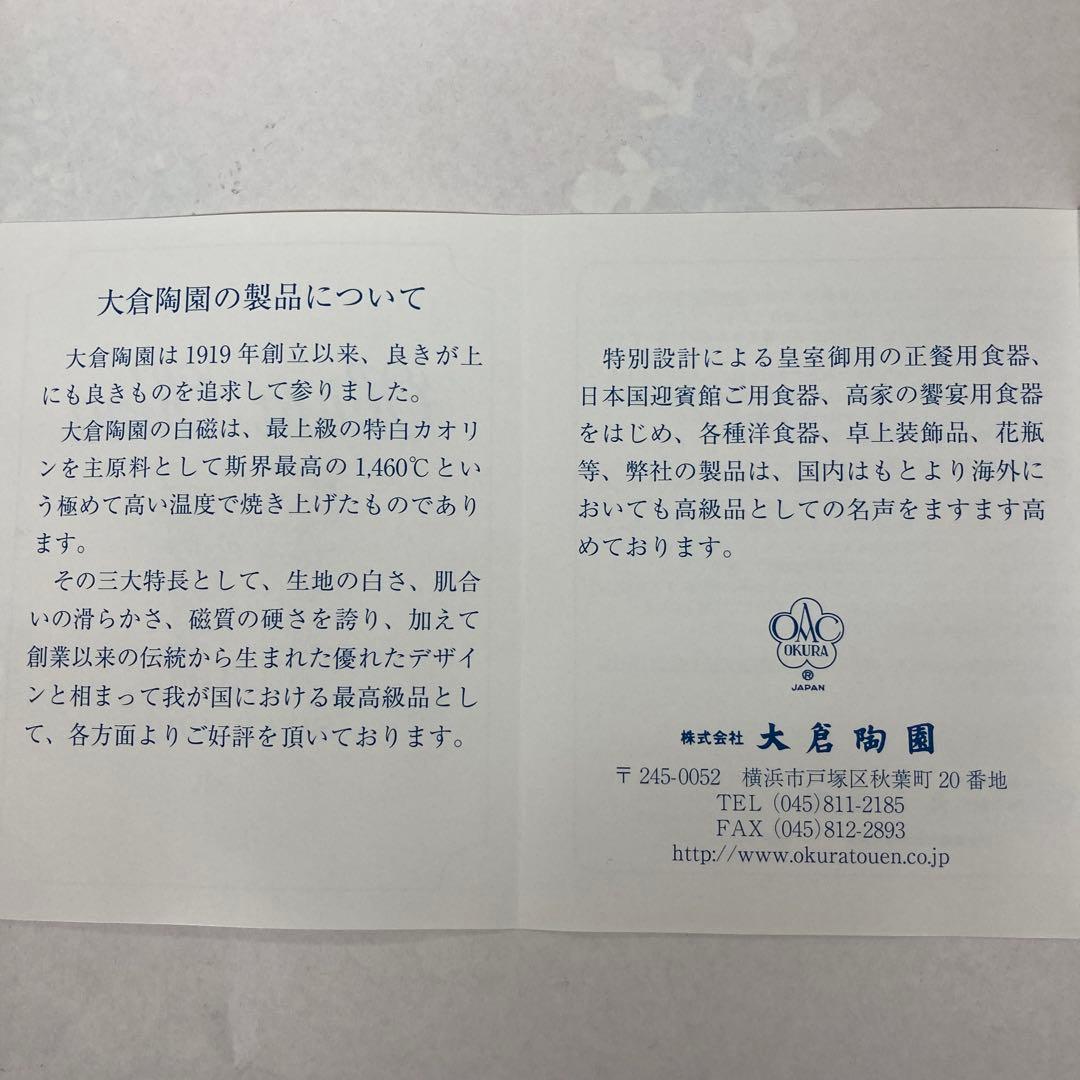 大倉陶園の製品について
大倉陶園は1919年創立以来、良きが上
にも良きものを追求して参りました。
大倉陶園の白磁は、最上級の特白カオリ
ンを主原料として斯界最高の1,460℃とい
う極めて高い温度で焼き上げたものであり
ます。
その三大特長として、生地の白さ、肌合
いの滑らかさ、磁質の硬さを誇り、加えて
創業以来の伝統から生まれた優れたデザイ
ンと相まって我が国における最高級品とし
て、各方面よりご好評を頂いております。
特別設計による皇室御用の正餐用食器、
日本国迎賓館ご用食器、高家の饗宴用食器
をはじめ、各種洋食器、卓上装飾品、花瓶
等、弊社の製品は、国内はもとより海外に
おいても高級品としての名声をますます高
めております。
OAC
OKURA
®
JAPAN
株式会社 大倉陶園
〒245-0052 横浜市戸塚区秋葉町20番地
TEL (045)811-2185
FAX (045)812-2893
http://www.okuratouen.co.jp